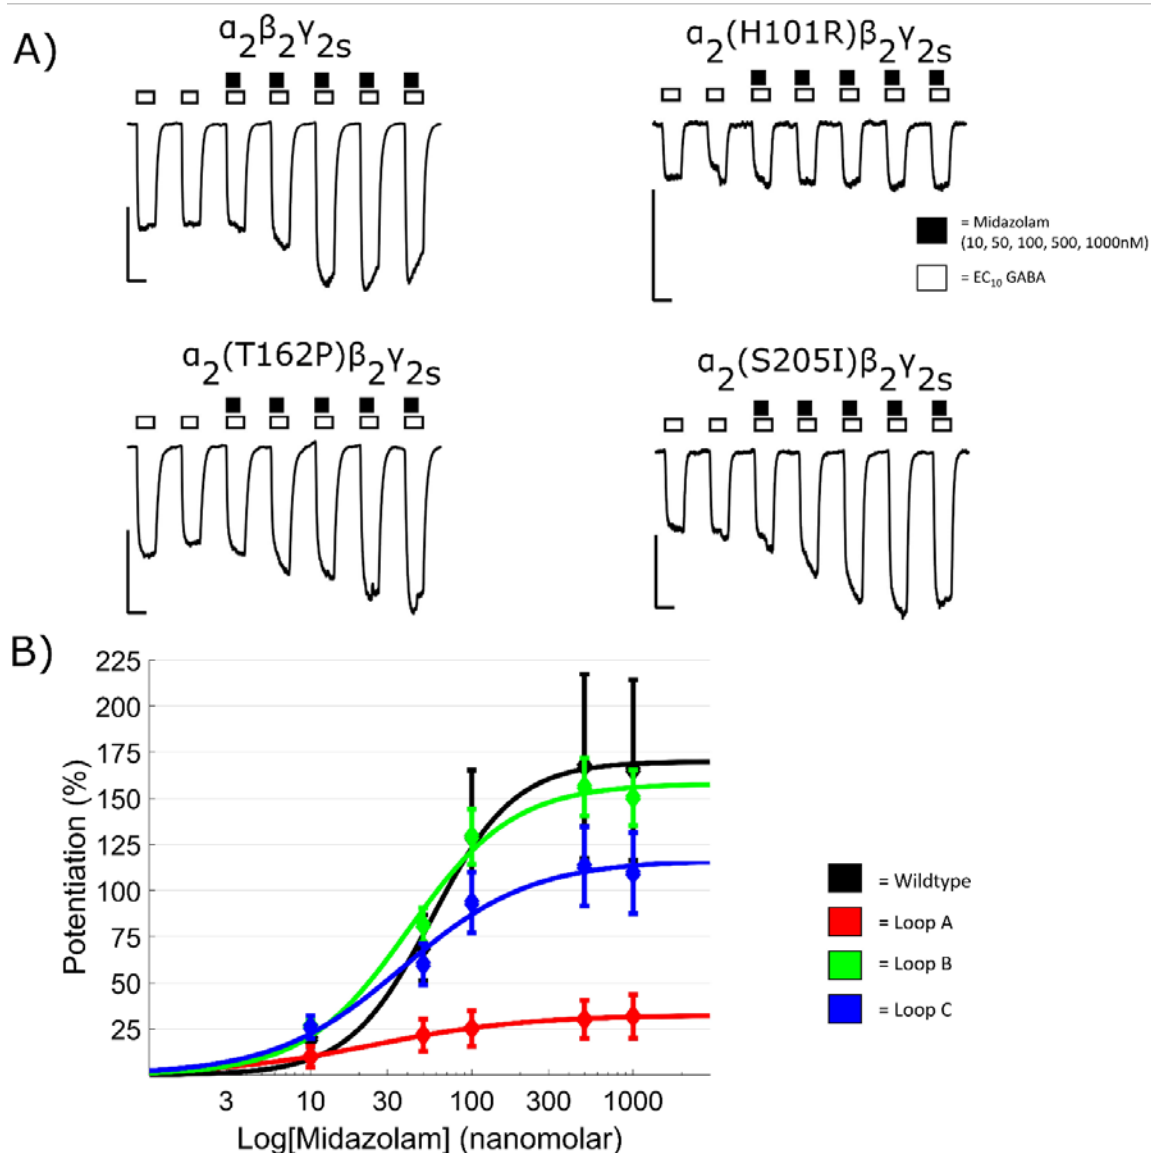 A)
α2β2γ2s
α2(H101R)β2γ2s
= Midazolam
(10, 50, 100, 500, 1000nM)
= EC10 GABA
α2(T162P)β2γ2s
α2(S205I)β2γ2s
B)
225
200
175
150
125
100
75
50
25
Potentiation (%)
3 10 30 100 300 1000
Log[Midazolam] (nanomolar)
= Wildtype
= Loop A
= Loop B
= Loop C